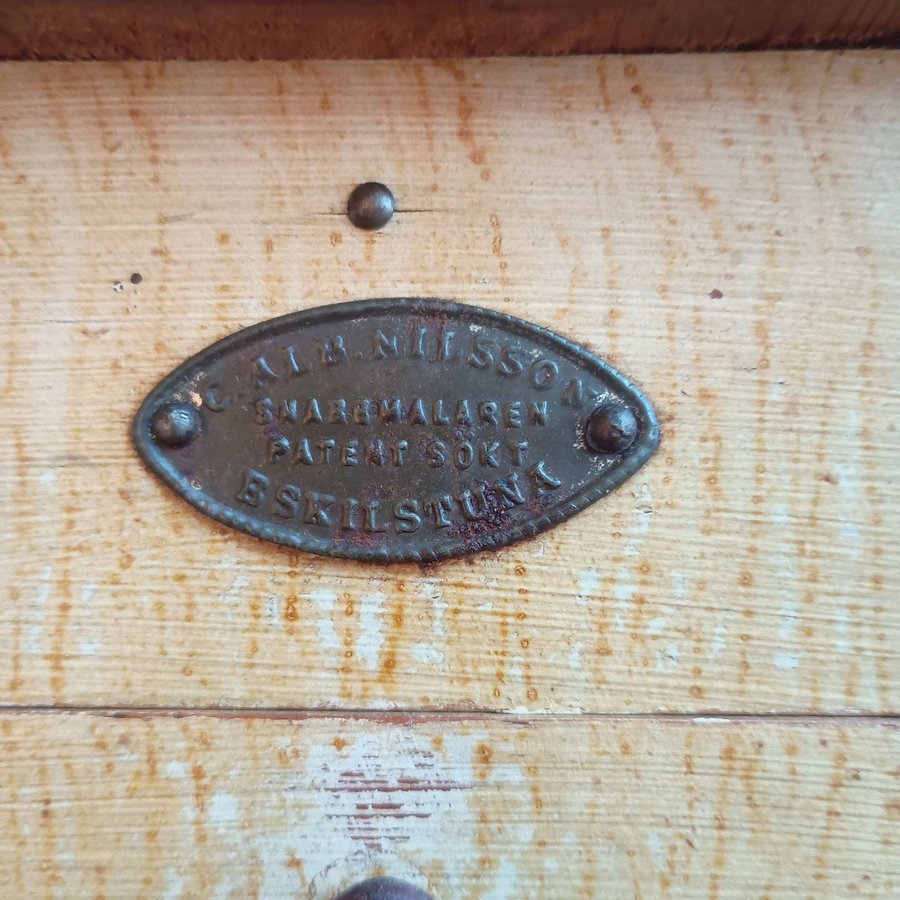 C. ALB. NILSSON
SNABBMALAREN
PATENT SÖKT
ESKILSTUNA